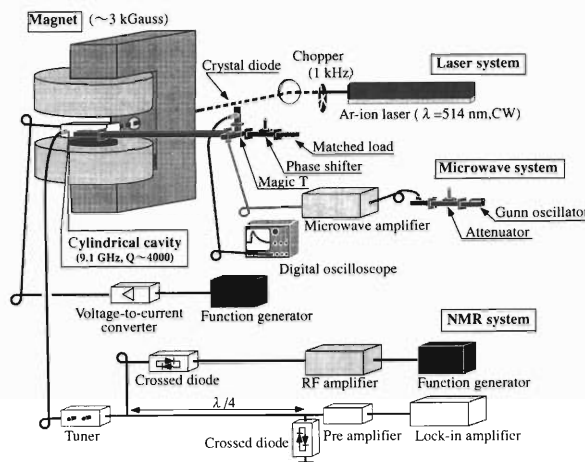 Magnet (~3 kGauss)
Chopper
(1 kHz)
Laser system
Crystal diode
Ar-ion laser ( λ =514 nm,CW)
Matched load
Phase shifter
Magic T
Microwave system
Gunn oscillator
Attenuator
Microwave amplifier
Cylindrical cavity
(9.1 GHz, Q~4000)
Digital oscilloscope
Voltage-to-current
converter
Function generator
NMR system
Crossed diode
RF amplifier
Function generator
λ/4
Tuner
Crossed diode
Pre amplifier
Lock-in amplifier